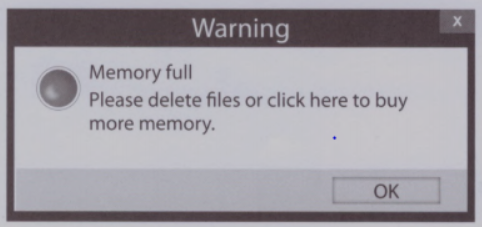 Warning
x
Memory full
Please delete files or click here to buy
more memory.
OK